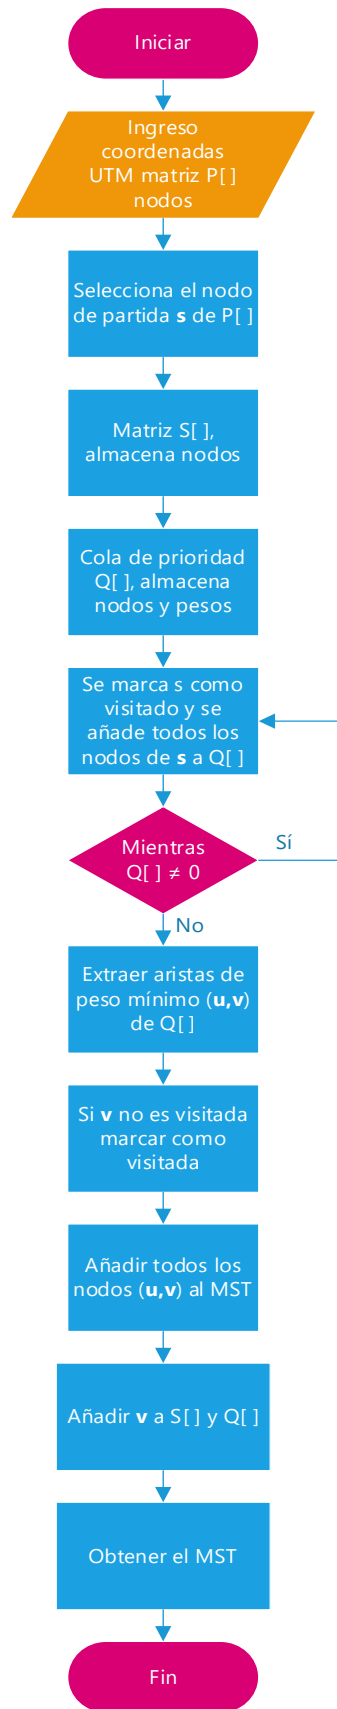 Iniciar
Ingreso
coordenadas
UTM matriz P[ ]
nodos
Selecciona el nodo
de partida s de P[ ]
Matriz S[ ],
almacena nodos
Cola de prioridad
Q[ ], almacena
nodos y pesos
Se marca s como
visitado y se
añade todos los
nodos de s a Q[ ]
Mientras
Q[ ] ≠ 0
Sí
No
Extraer aristas de
peso mínimo (u,v)
de Q[ ]
Si v no es visitada
marcar como
visitada
Añadir todos los
nodos (u,v) al MST
Añadir v a S[ ] y Q[ ]
Obtener el MST
Fin